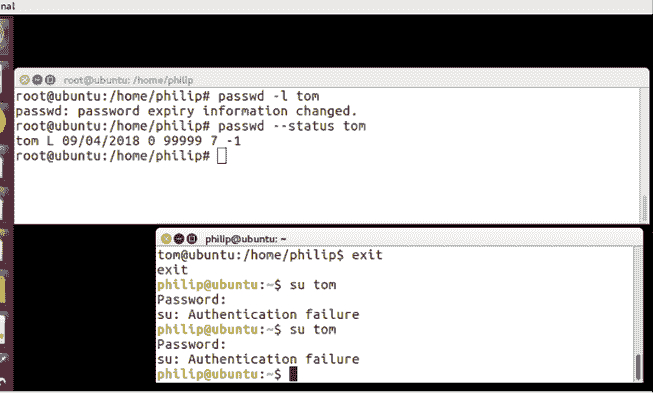 nal
root@ubuntu: /home/philip
root@ubuntu:/home/philip# passwd -l tom
passwd: password expiry information changed.
root@ubuntu:/home/philip# passwd --status tom
tom L 09/04/2018 0 99999 7 -1
root@ubuntu:/home/philip#
philip@ubuntu: ~
tom@ubuntu:/home/philip$ exit
exit
philip@ubuntu:~$ su tom
Password:
su: Authentication failure
philip@ubuntu:~$ su tom
Password:
su: Authentication failure
philip@ubuntu:~$